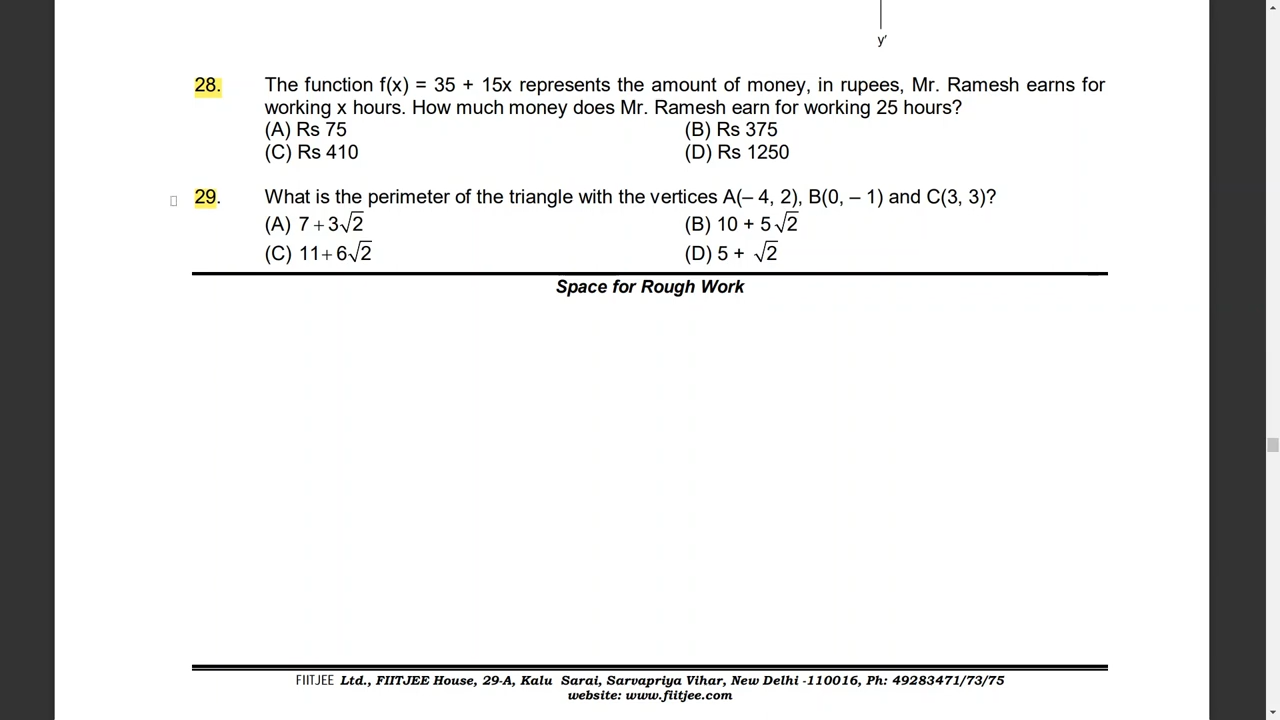 y'
28. The function f(x) = 35 + 15x represents the amount of money, in rupees, Mr. Ramesh earns for
working x hours. How much money does Mr. Ramesh earn for working 25 hours?
(A) Rs 75 (B) Rs 375
(C) Rs 410 (D) Rs 1250
29. What is the perimeter of the triangle with the vertices A(– 4, 2), B(0, – 1) and C(3, 3)?
(A) 7 + 3√2 (B) 10 + 5√2
(C) 11 + 6√2 (D) 5 + √2
Space for Rough Work
FIITJEE Ltd., FIITJEE House, 29-A, Kalu Sarai, Sarvapriya Vihar, New Delhi -110016, Ph: 49283471/73/75
website: www.fiitjee.com